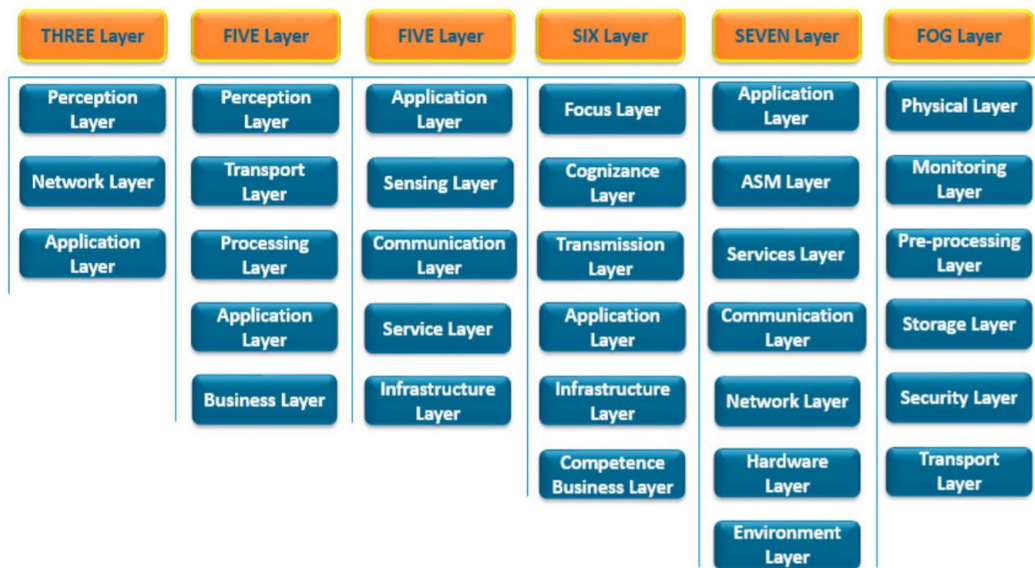 THREE Layer
FIVE Layer
FIVE Layer
SIX Layer
SEVEN Layer
FOG Layer
Perception
Layer
Network Layer
Application
Layer
Perception
Layer
Transport
Layer
Processing
Layer
Application
Layer
Business Layer
Application
Layer
Sensing Layer
Communication
Layer
Service Layer
Infrastructure
Layer
Focus Layer
Cognizance
Layer
Transmission
Layer
Application
Layer
Infrastructure
Layer
Competence
Business Layer
Application
Layer
ASM Layer
Services Layer
Communication
Layer
Network Layer
Hardware
Layer
Environment
Layer
Physical Layer
Monitoring
Layer
Pre-processing
Layer
Storage Layer
Security Layer
Transport
Layer